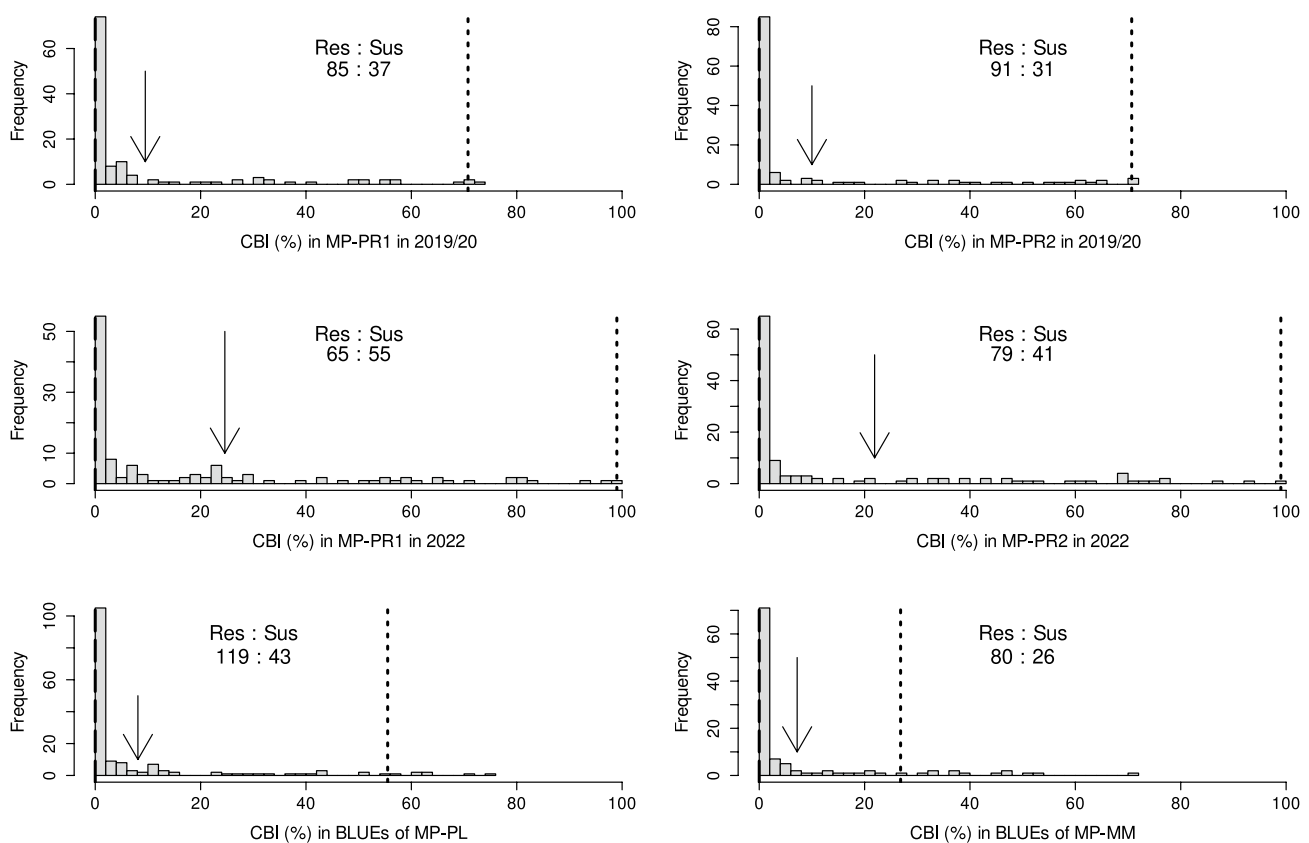 Res : Sus
85 : 37
Frequency
0 20 40 60
0 20 40 60 80 100
CBI (%) in MP-PR1 in 2019/20
Res : Sus
91 : 31
Frequency
0 20 40 60 80
0 20 40 60 80 100
CBI (%) in MP-PR2 in 2019/20
Res : Sus
65 : 55
Frequency
0 10 30 50
0 20 40 60 80 100
CBI (%) in MP-PR1 in 2022
Res : Sus
79 : 41
Frequency
0 20 40 60
0 20 40 60 80 100
CBI (%) in MP-PR2 in 2022
Res : Sus
119 : 43
Frequency
0 20 60 100
0 20 40 60 80 100
CBI (%) in BLUEs of MP-PL
Res : Sus
80 : 26
Frequency
0 20 40 60
0 20 40 60 80 100
CBI (%) in BLUEs of MP-MM